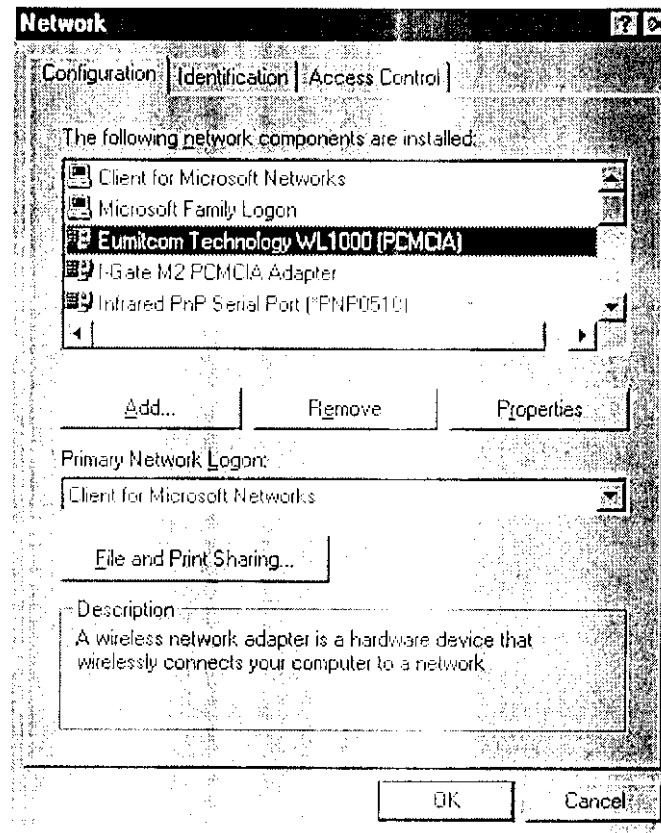 Network
Configuration Identification Access Control
The following network components are installed:
Client for Microsoft Networks
Microsoft Family Logon
Eumitcom Technology WL1000 (PCMCIA)
I-Gate M2 PCMCIA Adapter
Infrared PnP Serial Port (*PNP0510)
Add... Remove Properties
Primary Network Logon:
Client for Microsoft Networks
File and Print Sharing...
Description
A wireless network adapter is a hardware device that
wirelessly connects your computer to a network.
OK Cancel